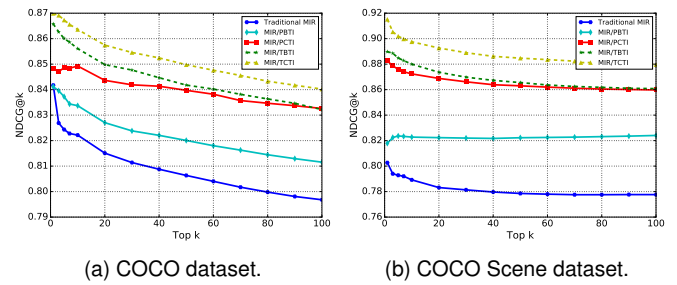 0.87
0.86
0.85
0.84
0.83
0.82
0.81
0.80
0.79
NDCG@k
0 20 40 60 80 100
Top k
Traditional MIR
MIR/PBTI
MIR/PCTI
MIR/TBTI
MIR/TCTI
(a) COCO dataset.
0.92
0.90
0.88
0.86
0.84
0.82
0.80
0.78
0.76
NDCG@k
0 20 40 60 80 100
Top k
Traditional MIR
MIR/PBTI
MIR/PCTI
MIR/TBTI
MIR/TCTI
(b) COCO Scene dataset.